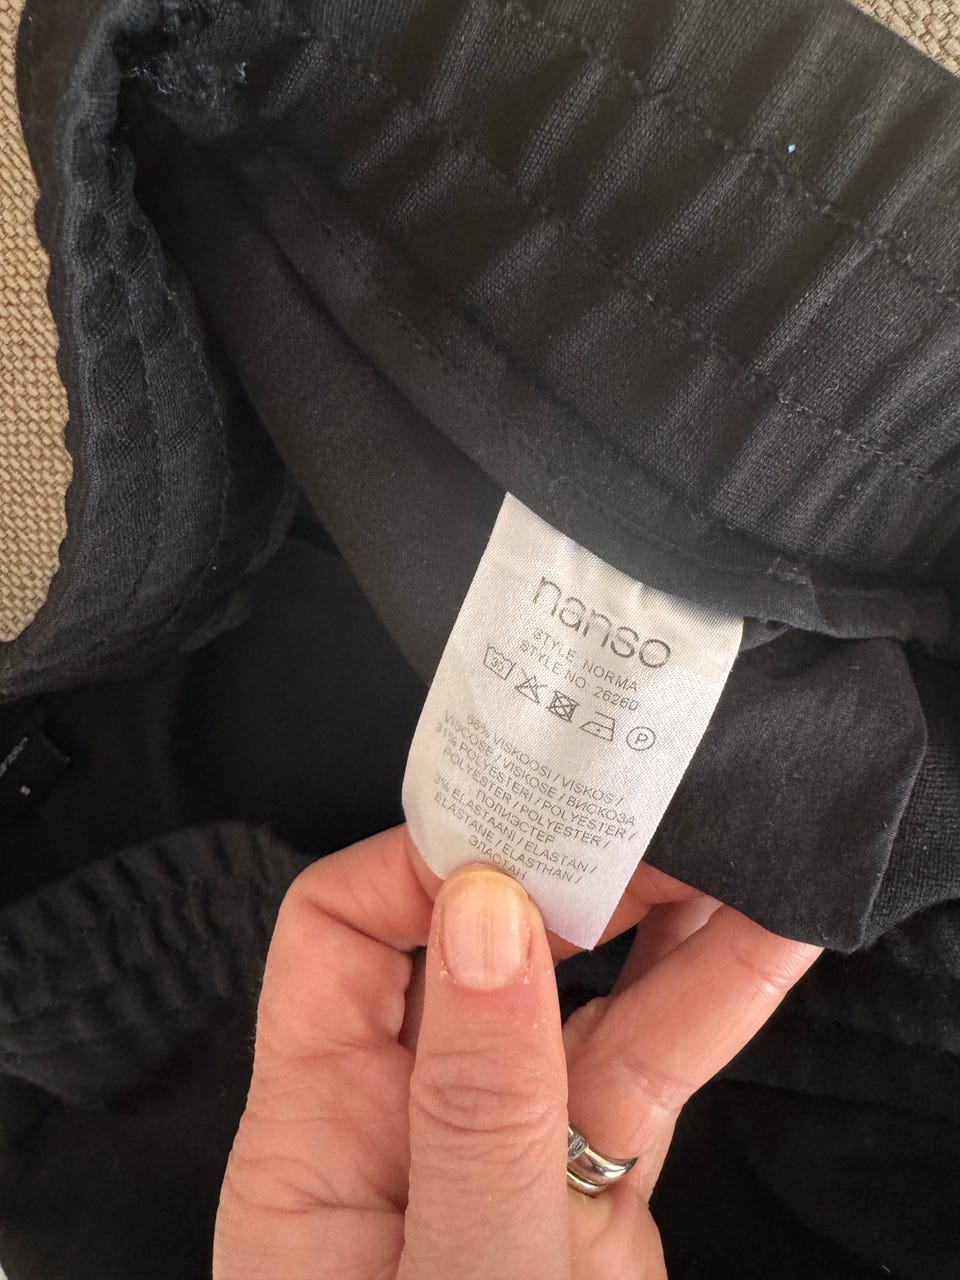 nanso
STYLE NORMA
STYLE NO 26260
30 P
66% VISKOOSI / VISKOS /
VISCOSE / VISKOSE / ВИСКОЗА
31% POLYESTERI / POLYESTER /
POLYESTER / POLYESTER /
ПОЛИЭСТЕР
3% ELASTAANI / ELASTAN /
ELASTANE / ELASTHAN /
ЭЛАСТАН